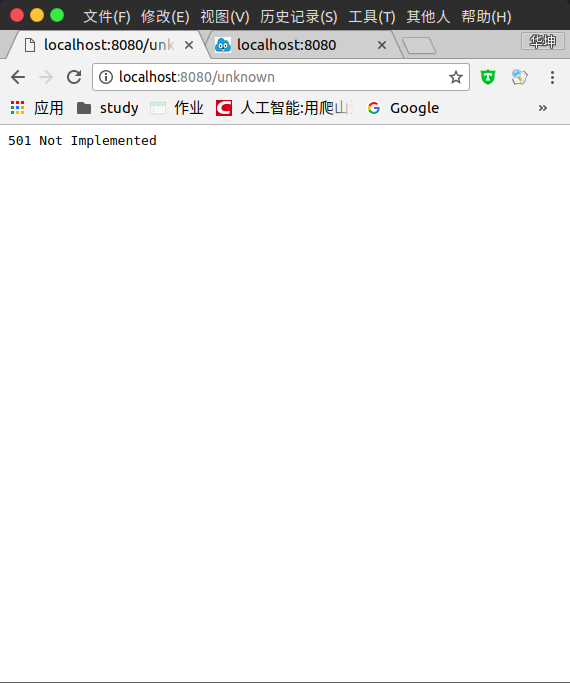 文件(F) 修改(E) 视图(V) 历史记录(S) 工具(T) 其他人 帮助(H)
localhost:8080/unk localhost:8080 华坤
localhost:8080/unknown
应用 study 作业 人工智能:用爬山 Google »
501 Not Implemented